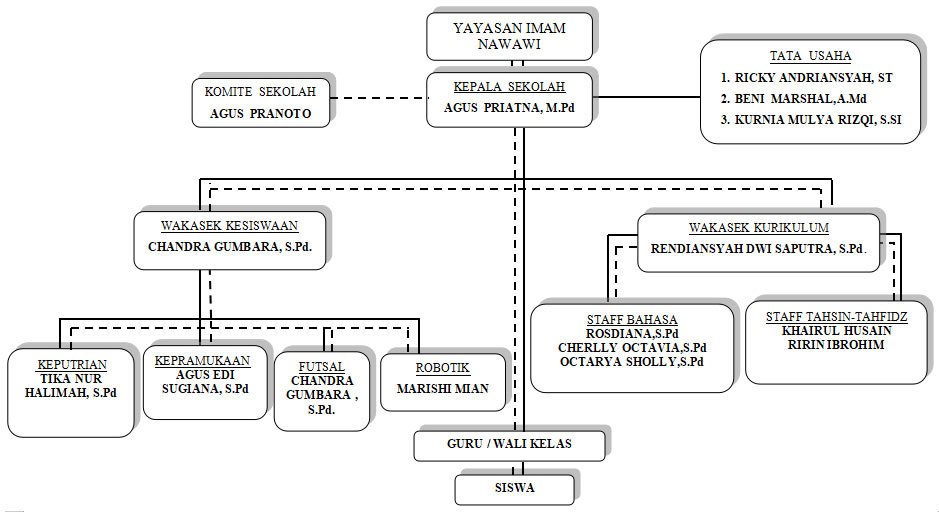 YAYASAN IMAM
NAWAWI
KEPALA SEKOLAH
AGUS PRIATNA, M.Pd
KOMITE SEKOLAH
AGUS PRANOTO
TATA USAHA
1. RICKY ANDRIANSYAH, ST
2. BENI MARSHAL,A.Md
3. KURNIA MULYA RIZQI, S.SI
WAKASEK KESISWAAN
CHANDRA GUMBARA, S.Pd.
WAKASEK KURIKULUM
RENDIANSYAH DWI SAPUTRA, S.Pd.
STAFF BAHASA
ROSDIANA,S.Pd
CHERLLY OCTAVIA,S.Pd
OCTARYA SHOLLY,S.Pd
STAFF TAHSIN-TAHFIDZ
KHAIRUL HUSAIN
RIRIN IBROHIM
KEPUTRIAN
TIKA NUR
HALIMAH, S.Pd
KEPRAMUKAAN
AGUS EDI
SUGIANA, S.Pd
FUTSAL
CHANDRA
GUMBARA ,
S.Pd.
ROBOTIK
MARISHI MIAN
GURU / WALI KELAS
SISWA